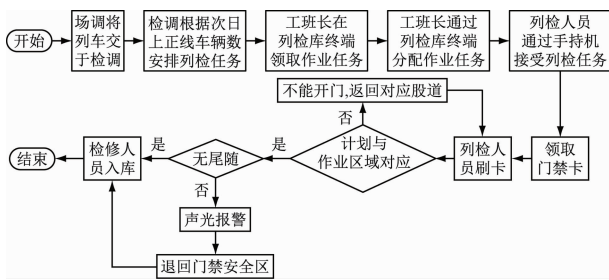 开始
场调将
列车交
于检调
检调根据次日
上正线车辆数
安排列检任务
工班长在
列检库终端
领取作业任务
工班长通过
列检库终端
分配作业任务
列检人员
通过手持机
接受列检任务
不能开门,返回对应股道
否
结束
检修人
员入库
是
无尾随
是
计划与
作业区域对应
列检人
员刷卡
领取
门禁卡
否
声光报警
退回门禁安全区